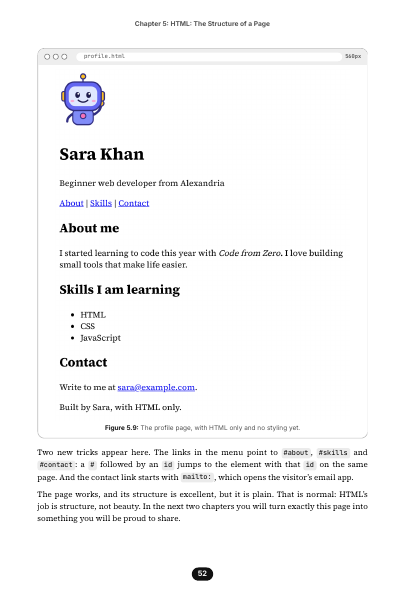 Chapter 5: HTML: The Structure of a Page
profile.html
560px
Sara Khan
Beginner web developer from Alexandria
About | Skills | Contact
About me
I started learning to code this year with Code from Zero. I love building
small tools that make life easier.
Skills I am learning
• HTML
• CSS
• JavaScript
Contact
Write to me at sara@example.com.
Built by Sara, with HTML only.
Figure 5.9: The profile page, with HTML only and no styling yet.
Two new tricks appear here. The links in the menu point to #about, #skills and
#contact: a # followed by an id jumps to the element with that id on the same
page. And the contact link starts with mailto:, which opens the visitor's email app.
The page works, and its structure is excellent, but it is plain. That is normal: HTML's
job is structure, not beauty. In the next two chapters you will turn exactly this page into
something you will be proud to share.
52